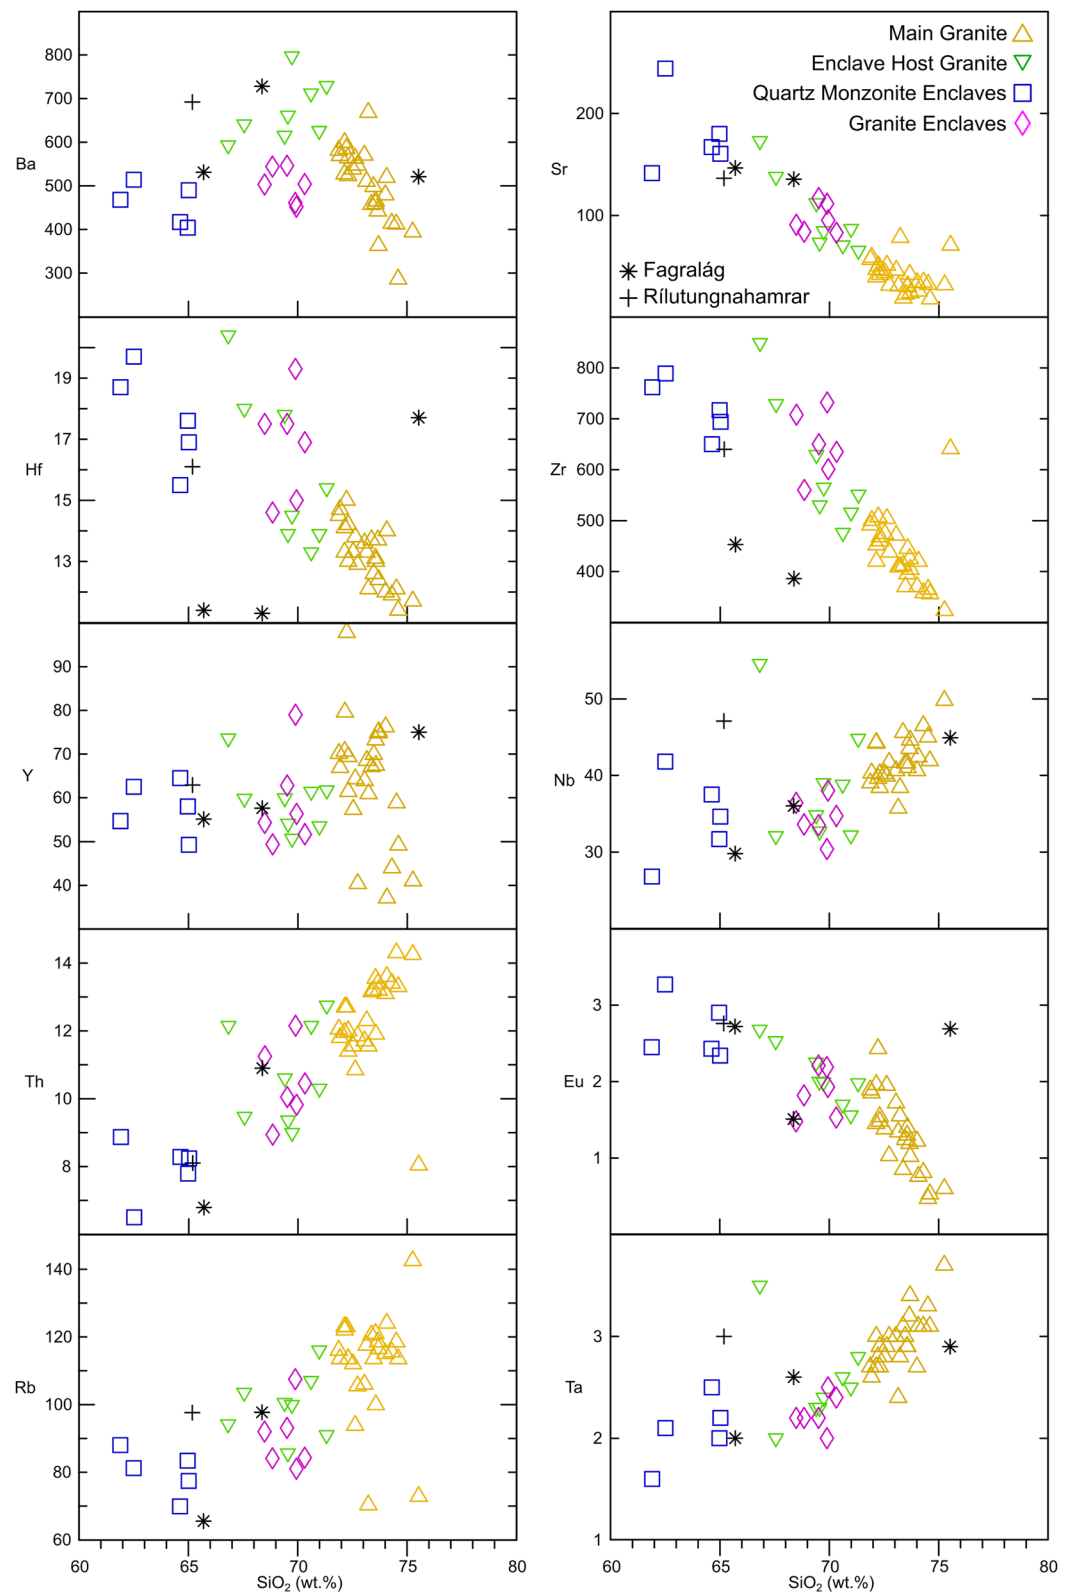 800
700
600
Ba
500
400
300
Main Granite
Enclave Host Granite
Quartz Monzonite Enclaves
Granite Enclaves
200
Sr
100
Fagralág
Rílutungnahamrar
19
17
Hf
15
13
800
700
Zr 600
500
400
90
80
70
Y
60
50
40
50
40
Nb
30
14
12
Th
10
8
3
Eu 2
1
140
120
Rb
100
80
60
60 65 70 75 80
SiO₂ (wt.%)
3
Ta
2
1
60 65 70 75 80
SiO₂ (wt.%)